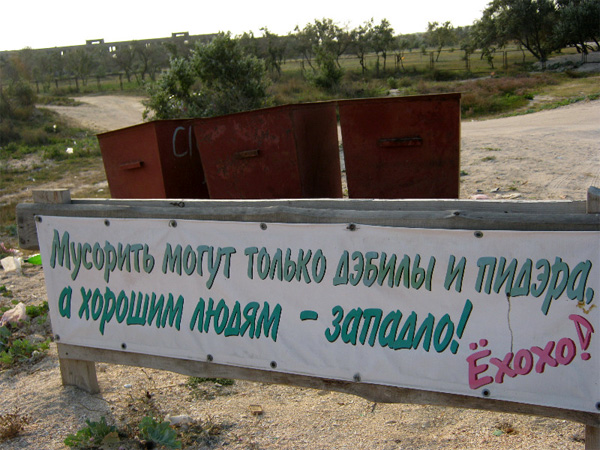 С
Мусорить могут только дэбилы и пидэра,
а хорошим людям - западло!
Ёхохо!